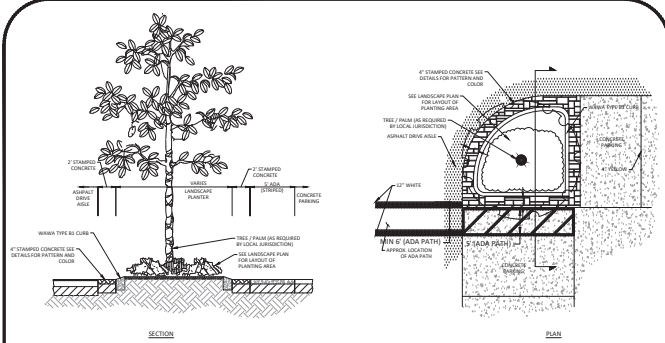 2' STAMPED
CONCRETE
ASHPALT
DRIVE
AISLE
VARIES
LANDSCAPE
PLANTER
2' STAMPED
CONCRETE
5' ADA
(STRIPED)
CONCRETE
PARKING
WAWA TYPE B1 CURB
4" STAMPED CONCRETE SEE
DETAILS FOR PATTERN AND
COLOR
TREE / PALM (AS REQUIRED
BY LOCAL JURISDICTION)
SEE LANDSCAPE PLAN
FOR LAYOUT OF
PLANTING AREA
SECTION
4" STAMPED CONCRETE SEE
DETAILS FOR PATTERN AND
COLOR
SEE LANDSCAPE PLAN
FOR LAYOUT OF
PLANTING AREA
TREE / PALM (AS REQUIRED
BY LOCAL JURISDICTION)
ASPHALT DRIVE AISLE
WAWA TYPE B1 CURB
CONCRETE
PARKING
4" YELLOW
12" WHITE
MIN 6' (ADA PATH)
APPROX. LOCATION
OF ADA PATH
5' (ADA PATH)
CONCRETE
PARKING
PLAN